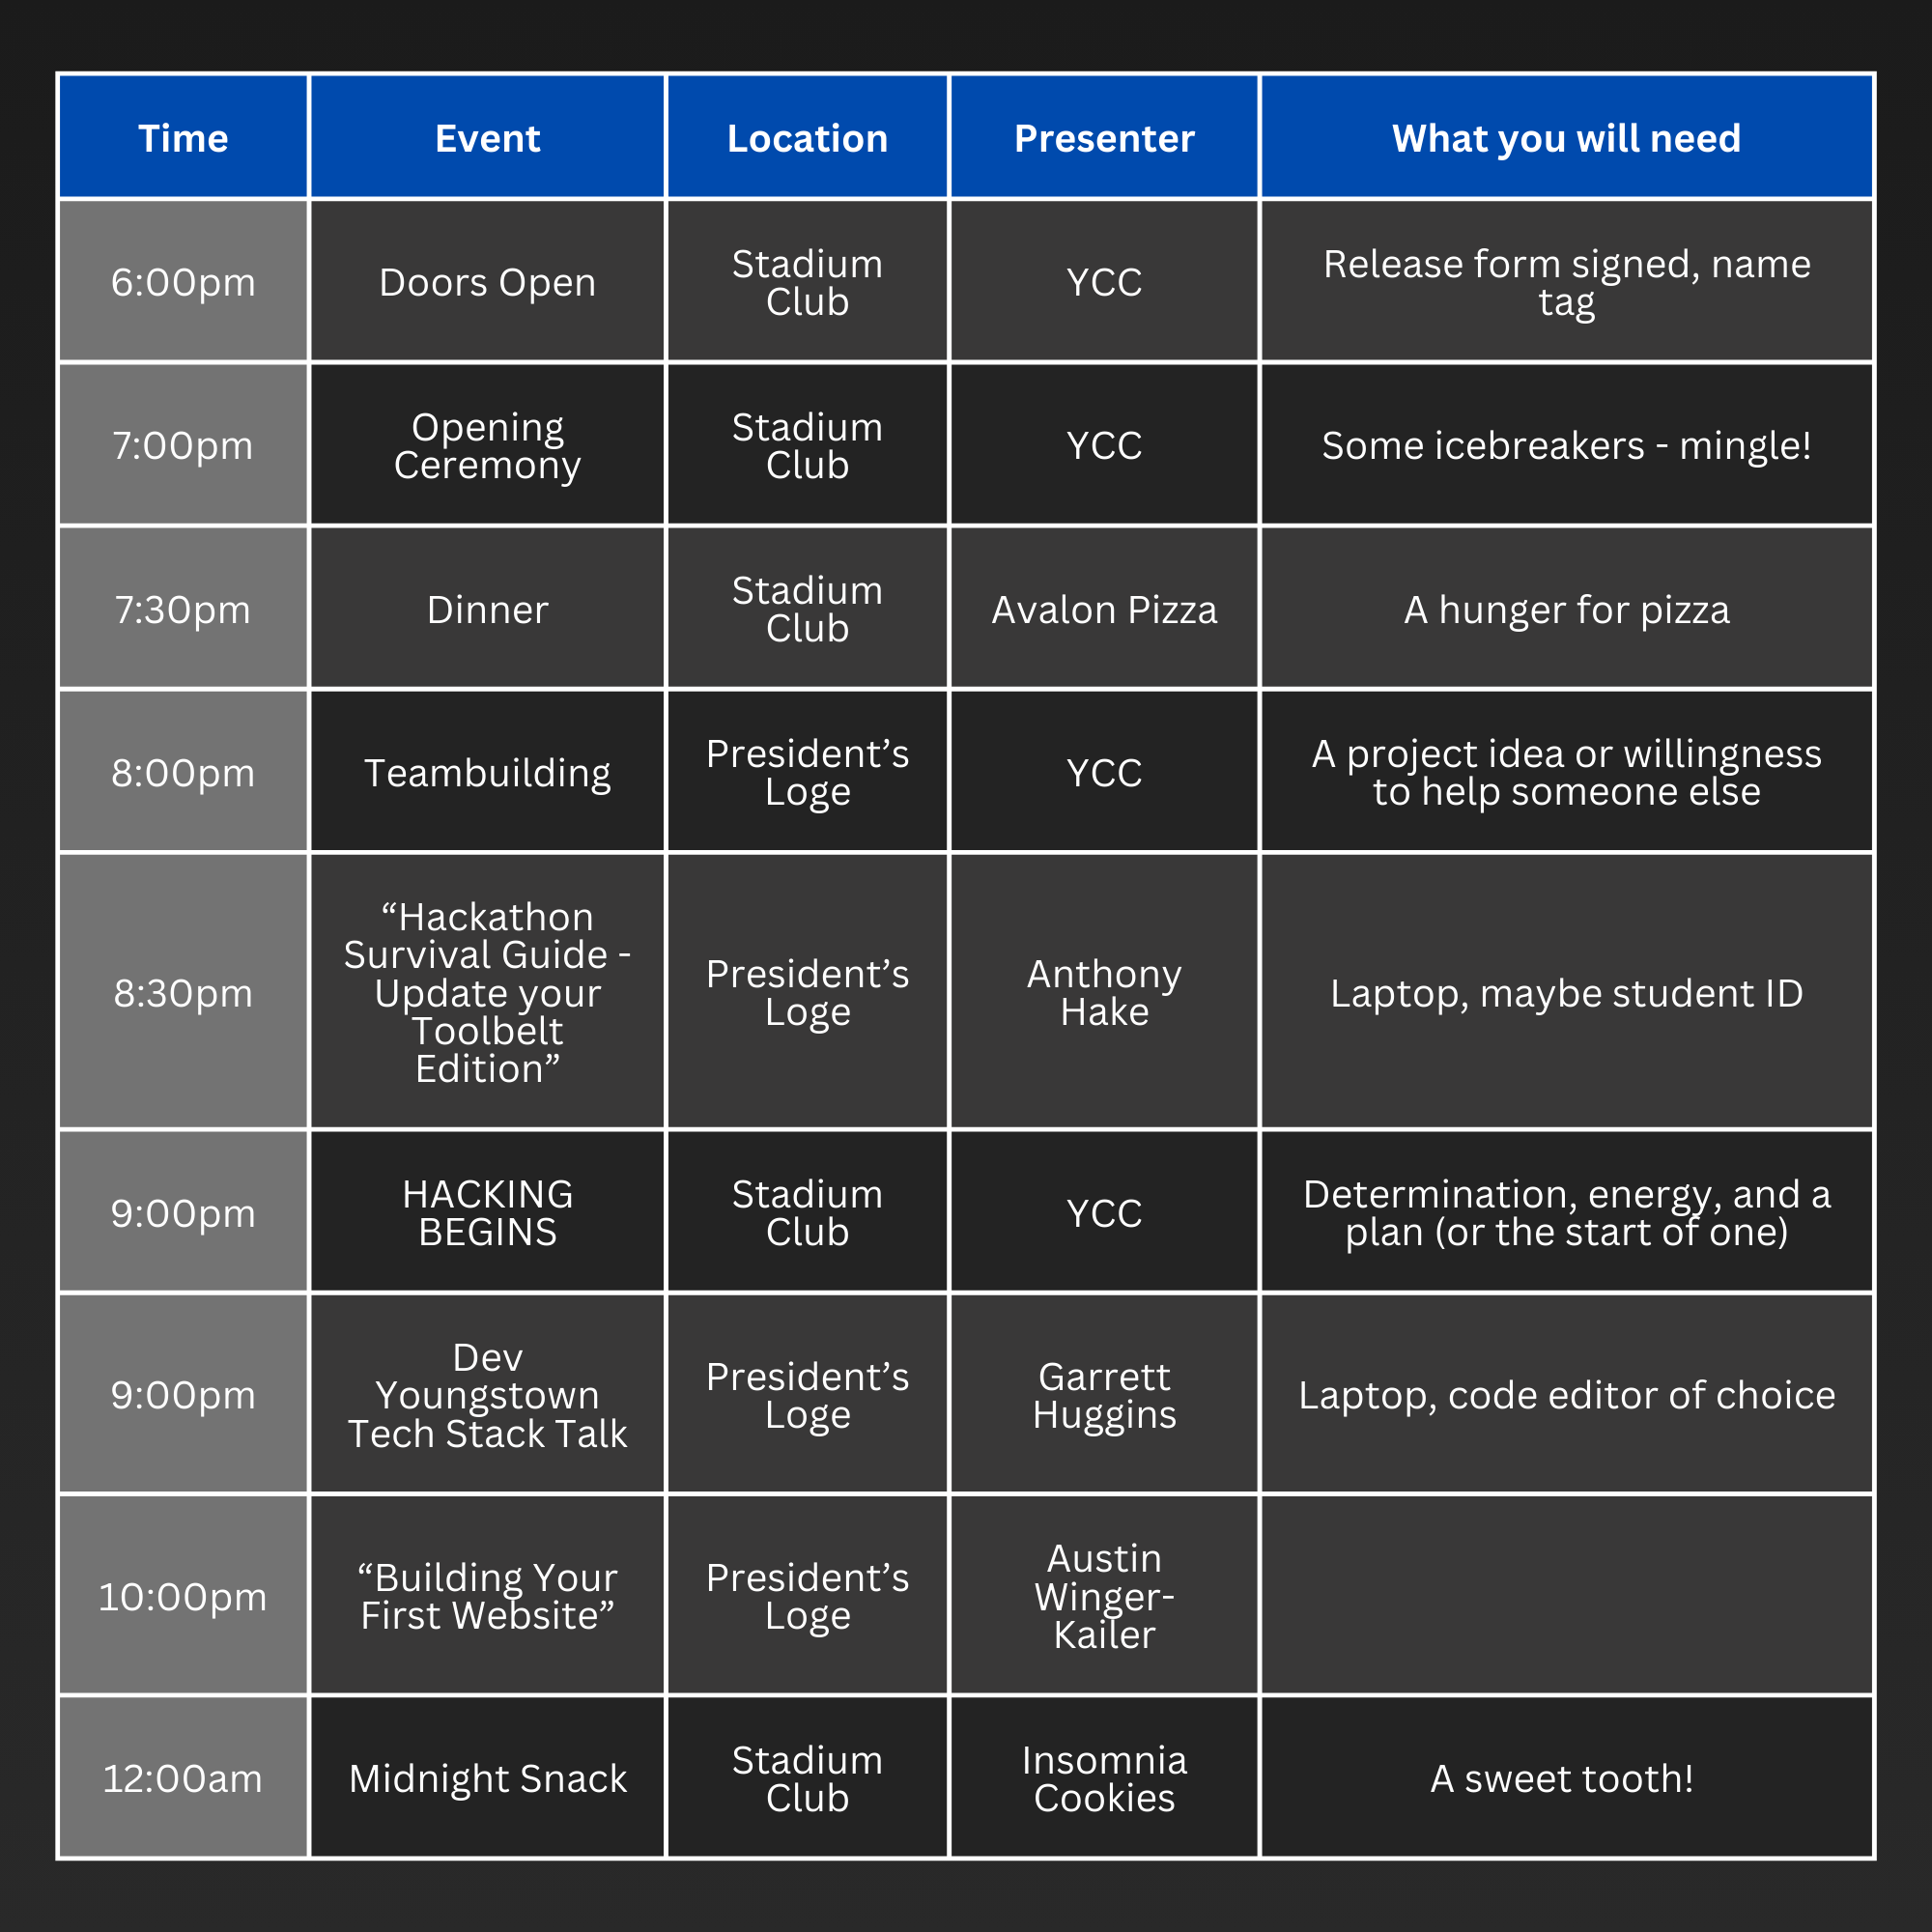 Time Event Location Presenter What you will need
6:00pm
Doors Open
Stadium
Club
YCC
Release form signed, name
tag
7:00pm
Opening
Ceremony
Stadium
Club
YCC
Some icebreakers - mingle!
7:30pm
Dinner
Stadium
Club
Avalon Pizza
A hunger for pizza
8:00pm
Teambuilding
President’s
Loge
YCC
A project idea or willingness
to help someone else
8:30pm
“Hackathon
Survival Guide -
Update your
Toolbelt
Edition”
President’s
Loge
Anthony
Hake
Laptop, maybe student ID
9:00pm
HACKING
BEGINS
Stadium
Club
YCC
Determination, energy, and a
plan (or the start of one)
9:00pm
Dev
Youngstown
Tech Stack Talk
President’s
Loge
Garrett
Huggins
Laptop, code editor of choice
10:00pm
“Building Your
First Website”
President’s
Loge
Austin
Winger-
Kailer
12:00am
Midnight Snack
Stadium
Club
Insomnia
Cookies
A sweet tooth!